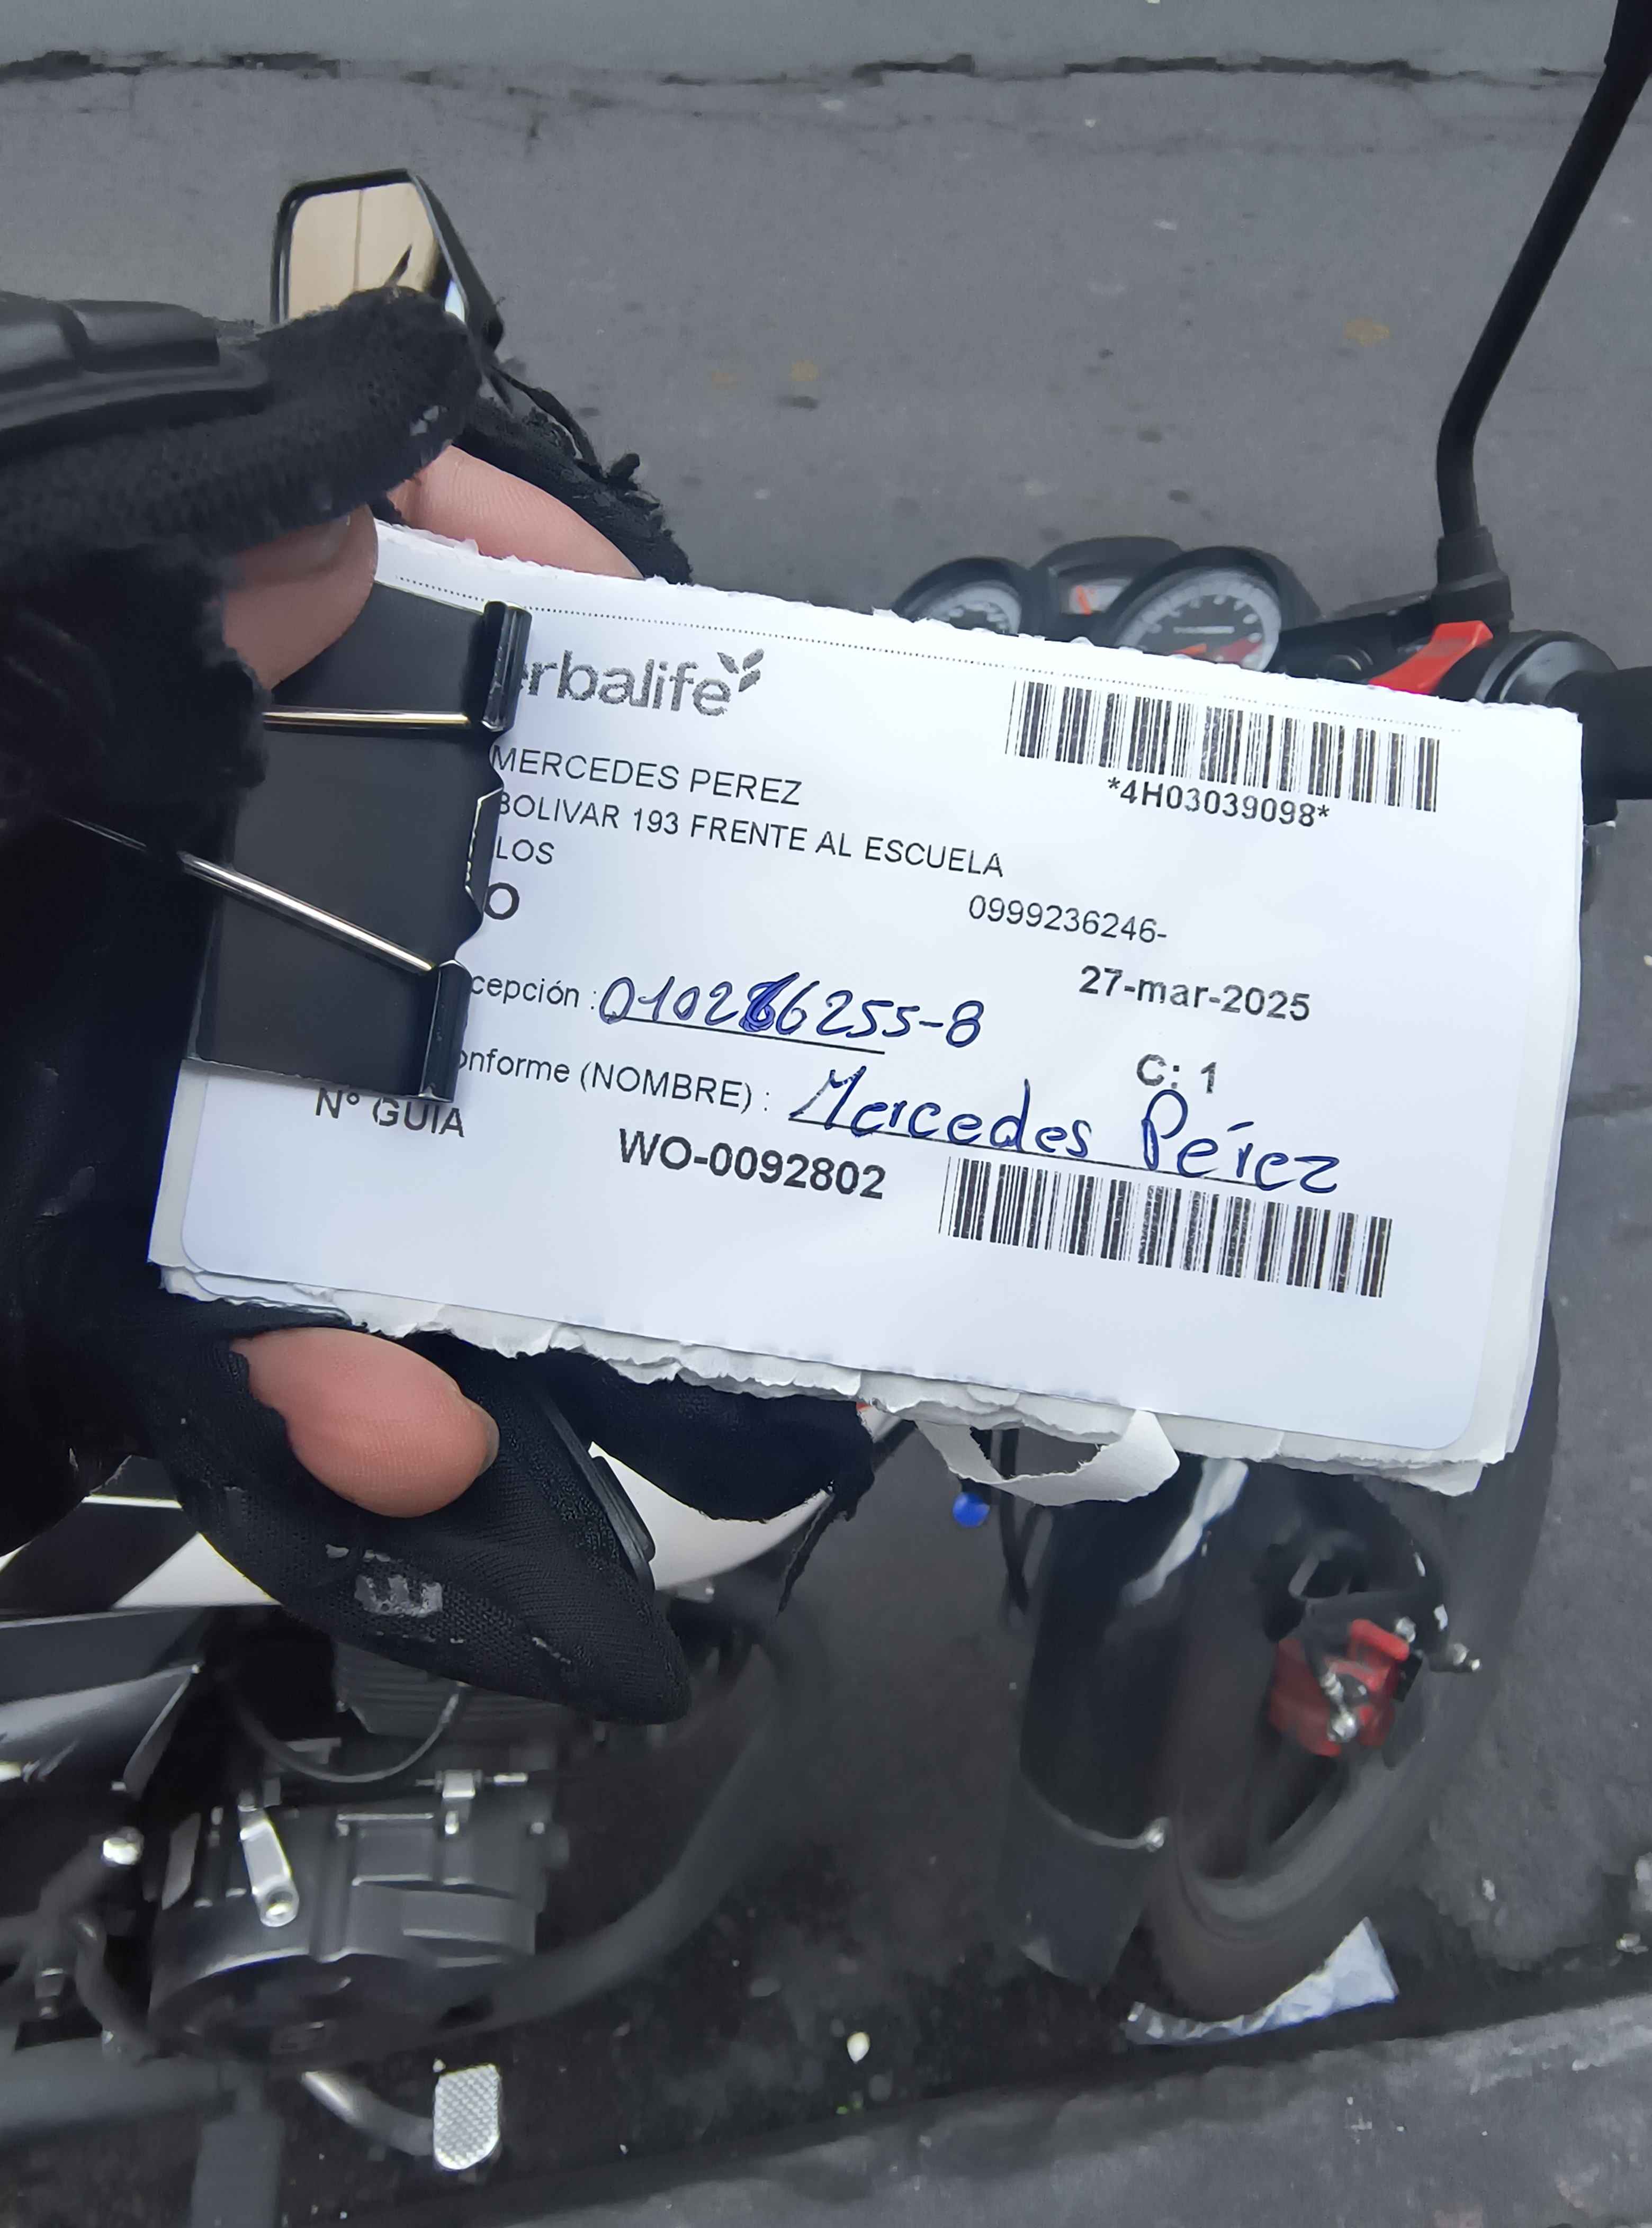 erbalife
*4H03039098*
MERCEDES PEREZ
BOLIVAR 193 FRENTE AL ESCUELA
LOS
O
0999236246-
27-mar-2025
cepción :
C: 1
onforme (NOMBRE) : Mercedes Pérez
N° GUIA
WO-0092802